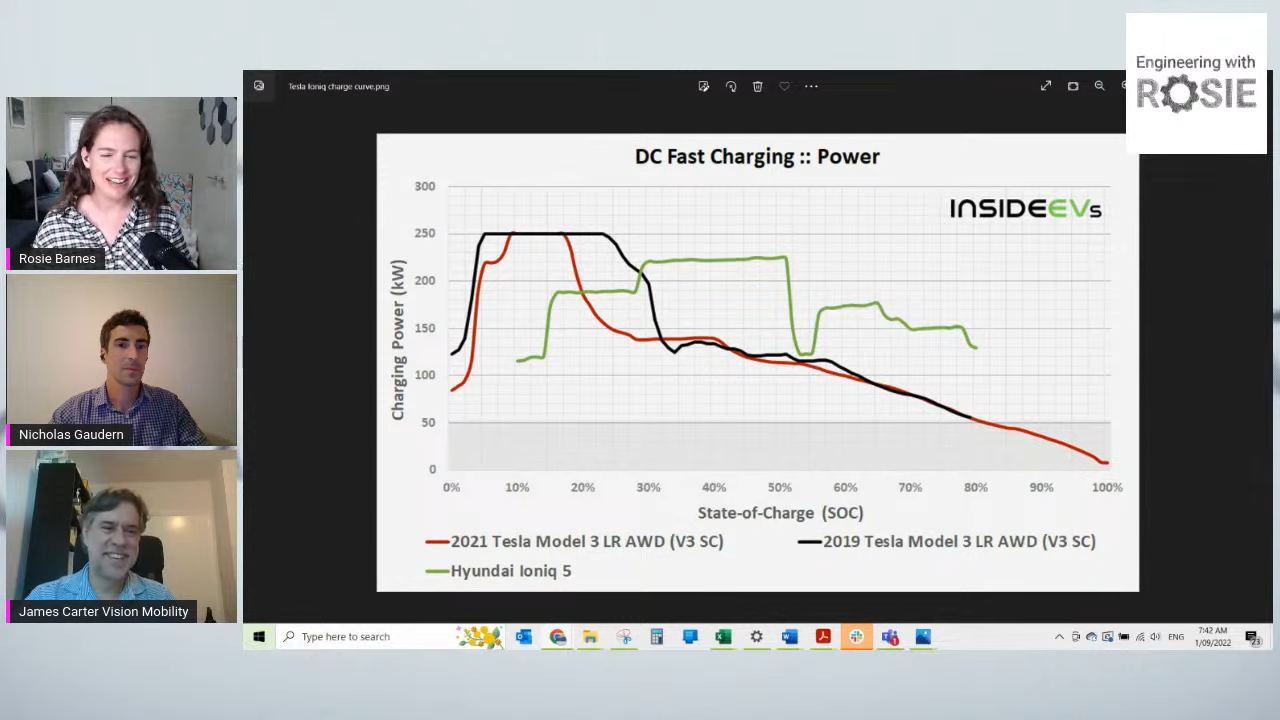 Engineering with
ROSIE
Tesla Ioniq charge curve.png
DC Fast Charging :: Power
INSIDEEVs
Charging Power (kW)
300
250
200
150
100
50
0
0% 10% 20% 30% 40% 50% 60% 70% 80% 90% 100%
State-of-Charge (SOC)
2021 Tesla Model 3 LR AWD (V3 SC)
2019 Tesla Model 3 LR AWD (V3 SC)
Hyundai Ioniq 5
Rosie Barnes
Nicholas Gaudern
James Carter Vision Mobility
Type here to search
ENG
7:42 AM
1/09/2022
23